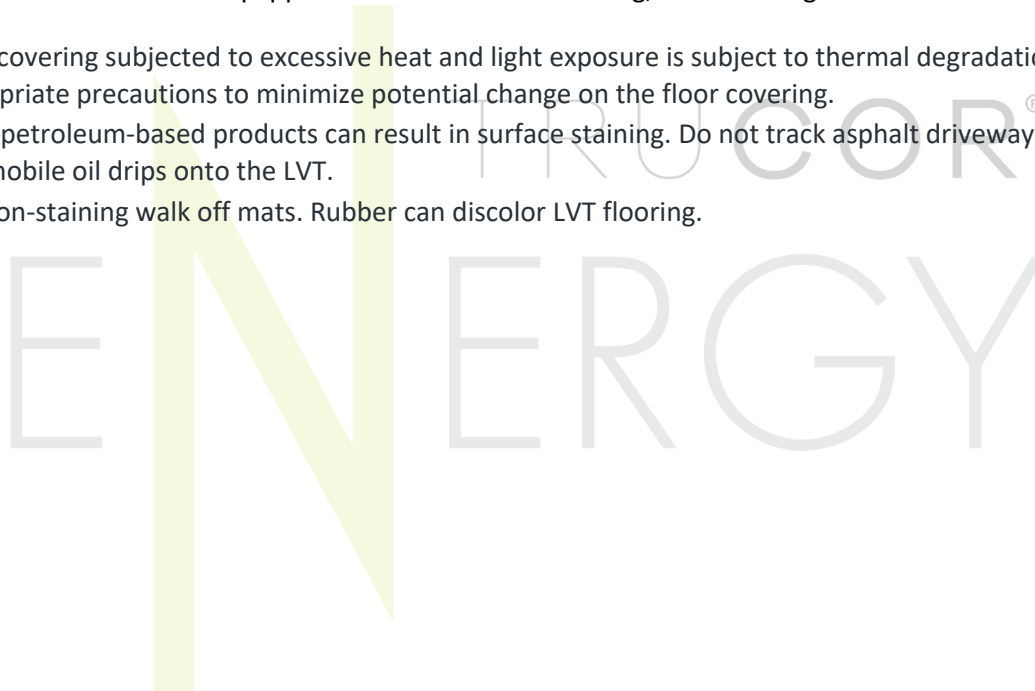 covering subjected to excessive heat and light exposure is subject to thermal degradatio
priate precautions to minimize potential change on the floor covering.
petroleum-based products can result in surface staining. Do not track asphalt driveway
mobile oil drips onto the LVT.
on-staining walk off mats. Rubber can discolor LVT flooring.
TRUCOR®
ENERGY